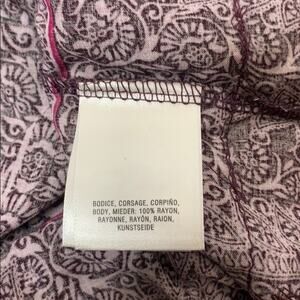 BODICE, CORSAGE, CORPIÑO,
BODY, MIEDER: 100% RAYON,
RAYONNE, RAYÓN, RAION,
KUNSTSEIDE